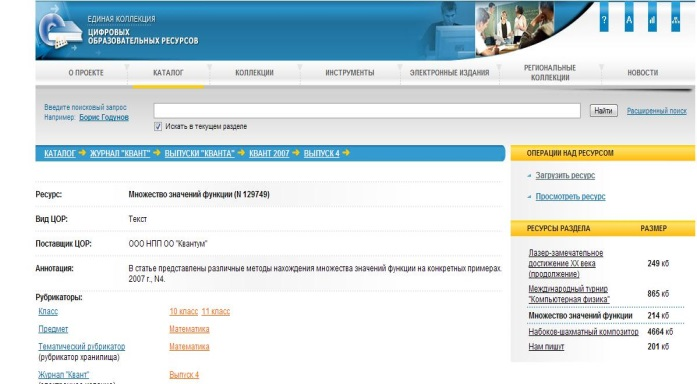 ЕДИНАЯ КОЛЛЕКЦИЯ
ЦИФРОВЫХ
ОБРАЗОВАТЕЛЬНЫХ РЕСУРСОВ
?
А
О ПРОЕКТЕ
КАТАЛОГ
КОЛЛЕКЦИИ
ИНСТРУМЕНТЫ
ЭЛЕКТРОННЫЕ ИЗДАНИЯ
РЕГИОНАЛЬНЫЕ
КОЛЛЕКЦИИ
НОВОСТИ
Введите поисковый запрос
Например: Борис Годунов
Найти
Расширенный поиск
Искать в текущем разделе
КАТАЛОГ ➔ ЖУРНАЛ "КВАНТ" ➔ ВЫПУСКИ "КВАНТА" ➔ КВАНТ 2007 ➔ ВЫПУСК 4 ➔
Ресурс: Множество значений функции (N 129749)
Вид ЦОР: Текст
Поставщик ЦОР: ООО НПП ОО "Квантум"
Аннотация: В статье представлены различные методы нахождения множества значений функции на конкретных примерах.
2007 г., N4.
Рубрикаторы:
Класс 10 класс 11 класс
Предмет Математика
Тематический рубрикатор Математика
(рубрикатор хранилища)
Журнал "Квант" Выпуск 4
ОПЕРАЦИИ НАД РЕСУРСОМ
Загрузить ресурс
Просмотреть ресурс
РЕСУРСЫ РАЗДЕЛА РАЗМЕР
Лазер-замечательное
достижение XX века 249 кб
(продолжение)
Международный турнир
"Компьютерная физика" 865 кб
Множество значений функции 214 кб
Набоков-шахматный композитор 4664 кб
Нам пишут 201 кб